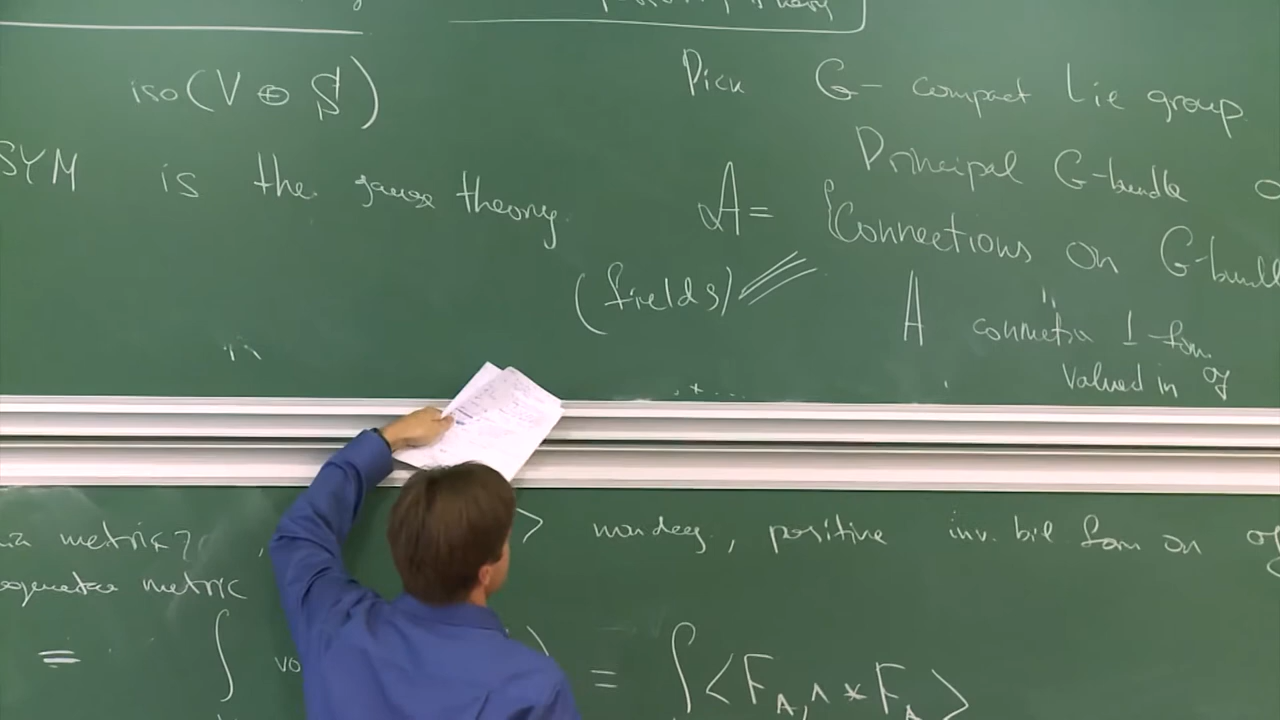 iso(V ⊕ S)
SYM is the gauge theory
Pick G - compact Lie group
Principal G-bundle
𝒜 = {Connections on G-bundle
(fields)
A connection 1-form
valued in 𝔤
metric?
metric
> nondeg., positive inv. bil form on 𝔤
= ∫ vo ) = ∫ <F_A, ∧ * F_A>